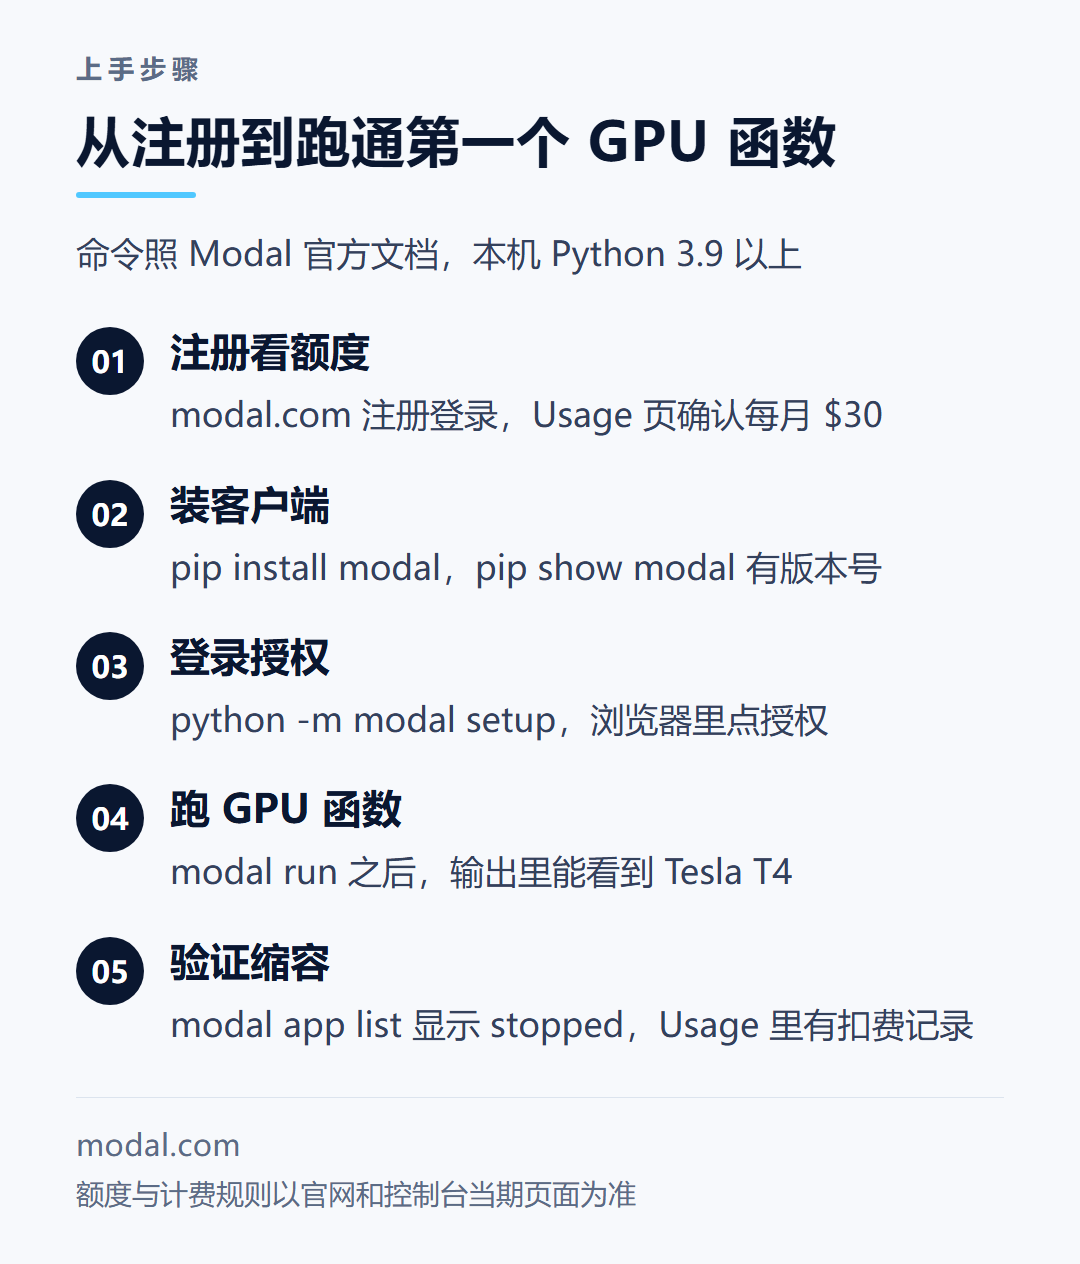 上手步骤
从注册到跑通第一个 GPU 函数
命令照 Modal 官方文档，本机 Python 3.9 以上
01
注册看额度
modal.com 注册登录，Usage 页确认每月 $30
02
装客户端
pip install modal，pip show modal 有版本号
03
登录授权
python -m modal setup，浏览器里点授权
04
跑 GPU 函数
modal run 之后，输出里能看到 Tesla T4
05
验证缩容
modal app list 显示 stopped，Usage 里有扣费记录
modal.com
额度与计费规则以官网和控制台当期页面为准